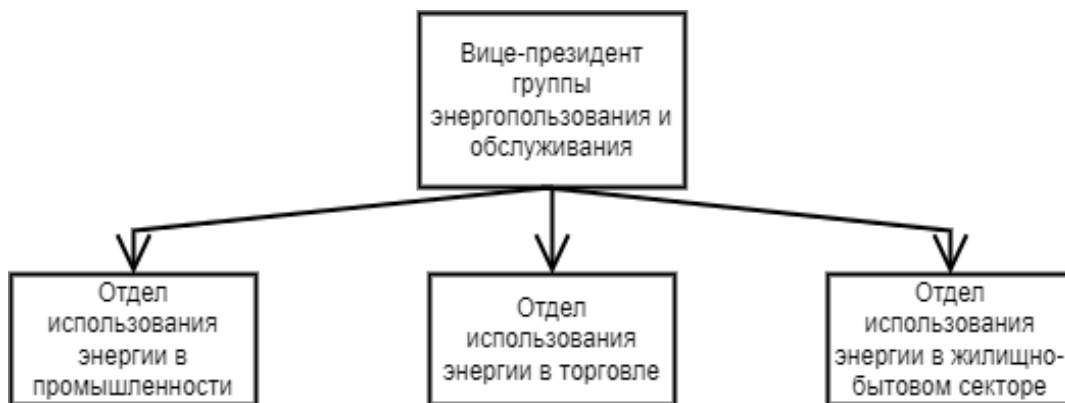 Вице-президент
группы
энергопользования и
обслуживания
Отдел
использования
энергии в
промышленности
Отдел
использования
энергии в торговле
Отдел
использования
энергии в жилищно-
бытовом секторе